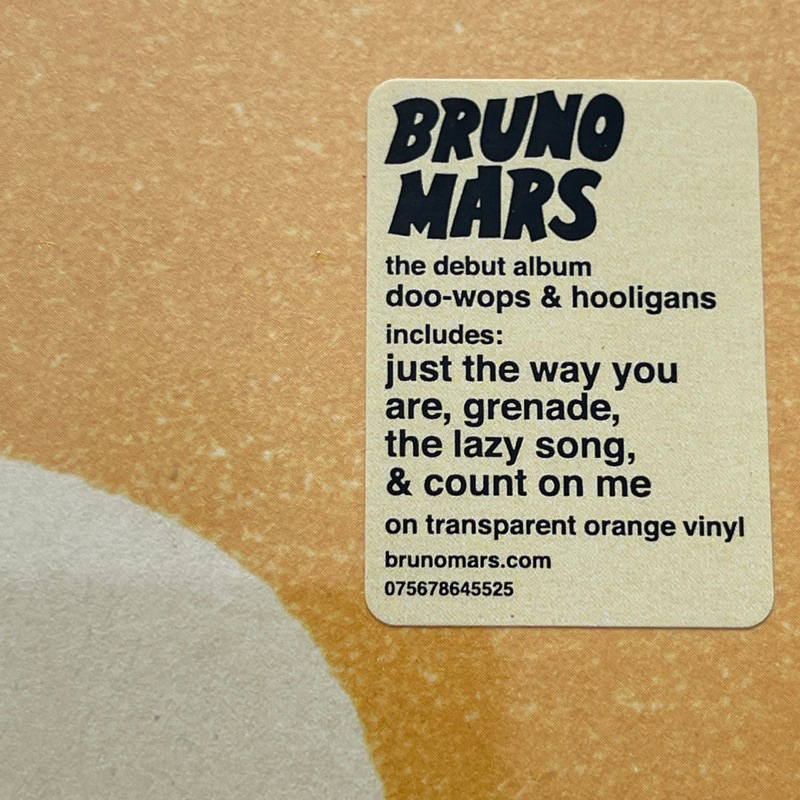 BRUNO
MARS
the debut album
doo-wops & hooligans
includes:
just the way you
are, grenade,
the lazy song,
& count on me
on transparent orange vinyl
brunomars.com
075678645525